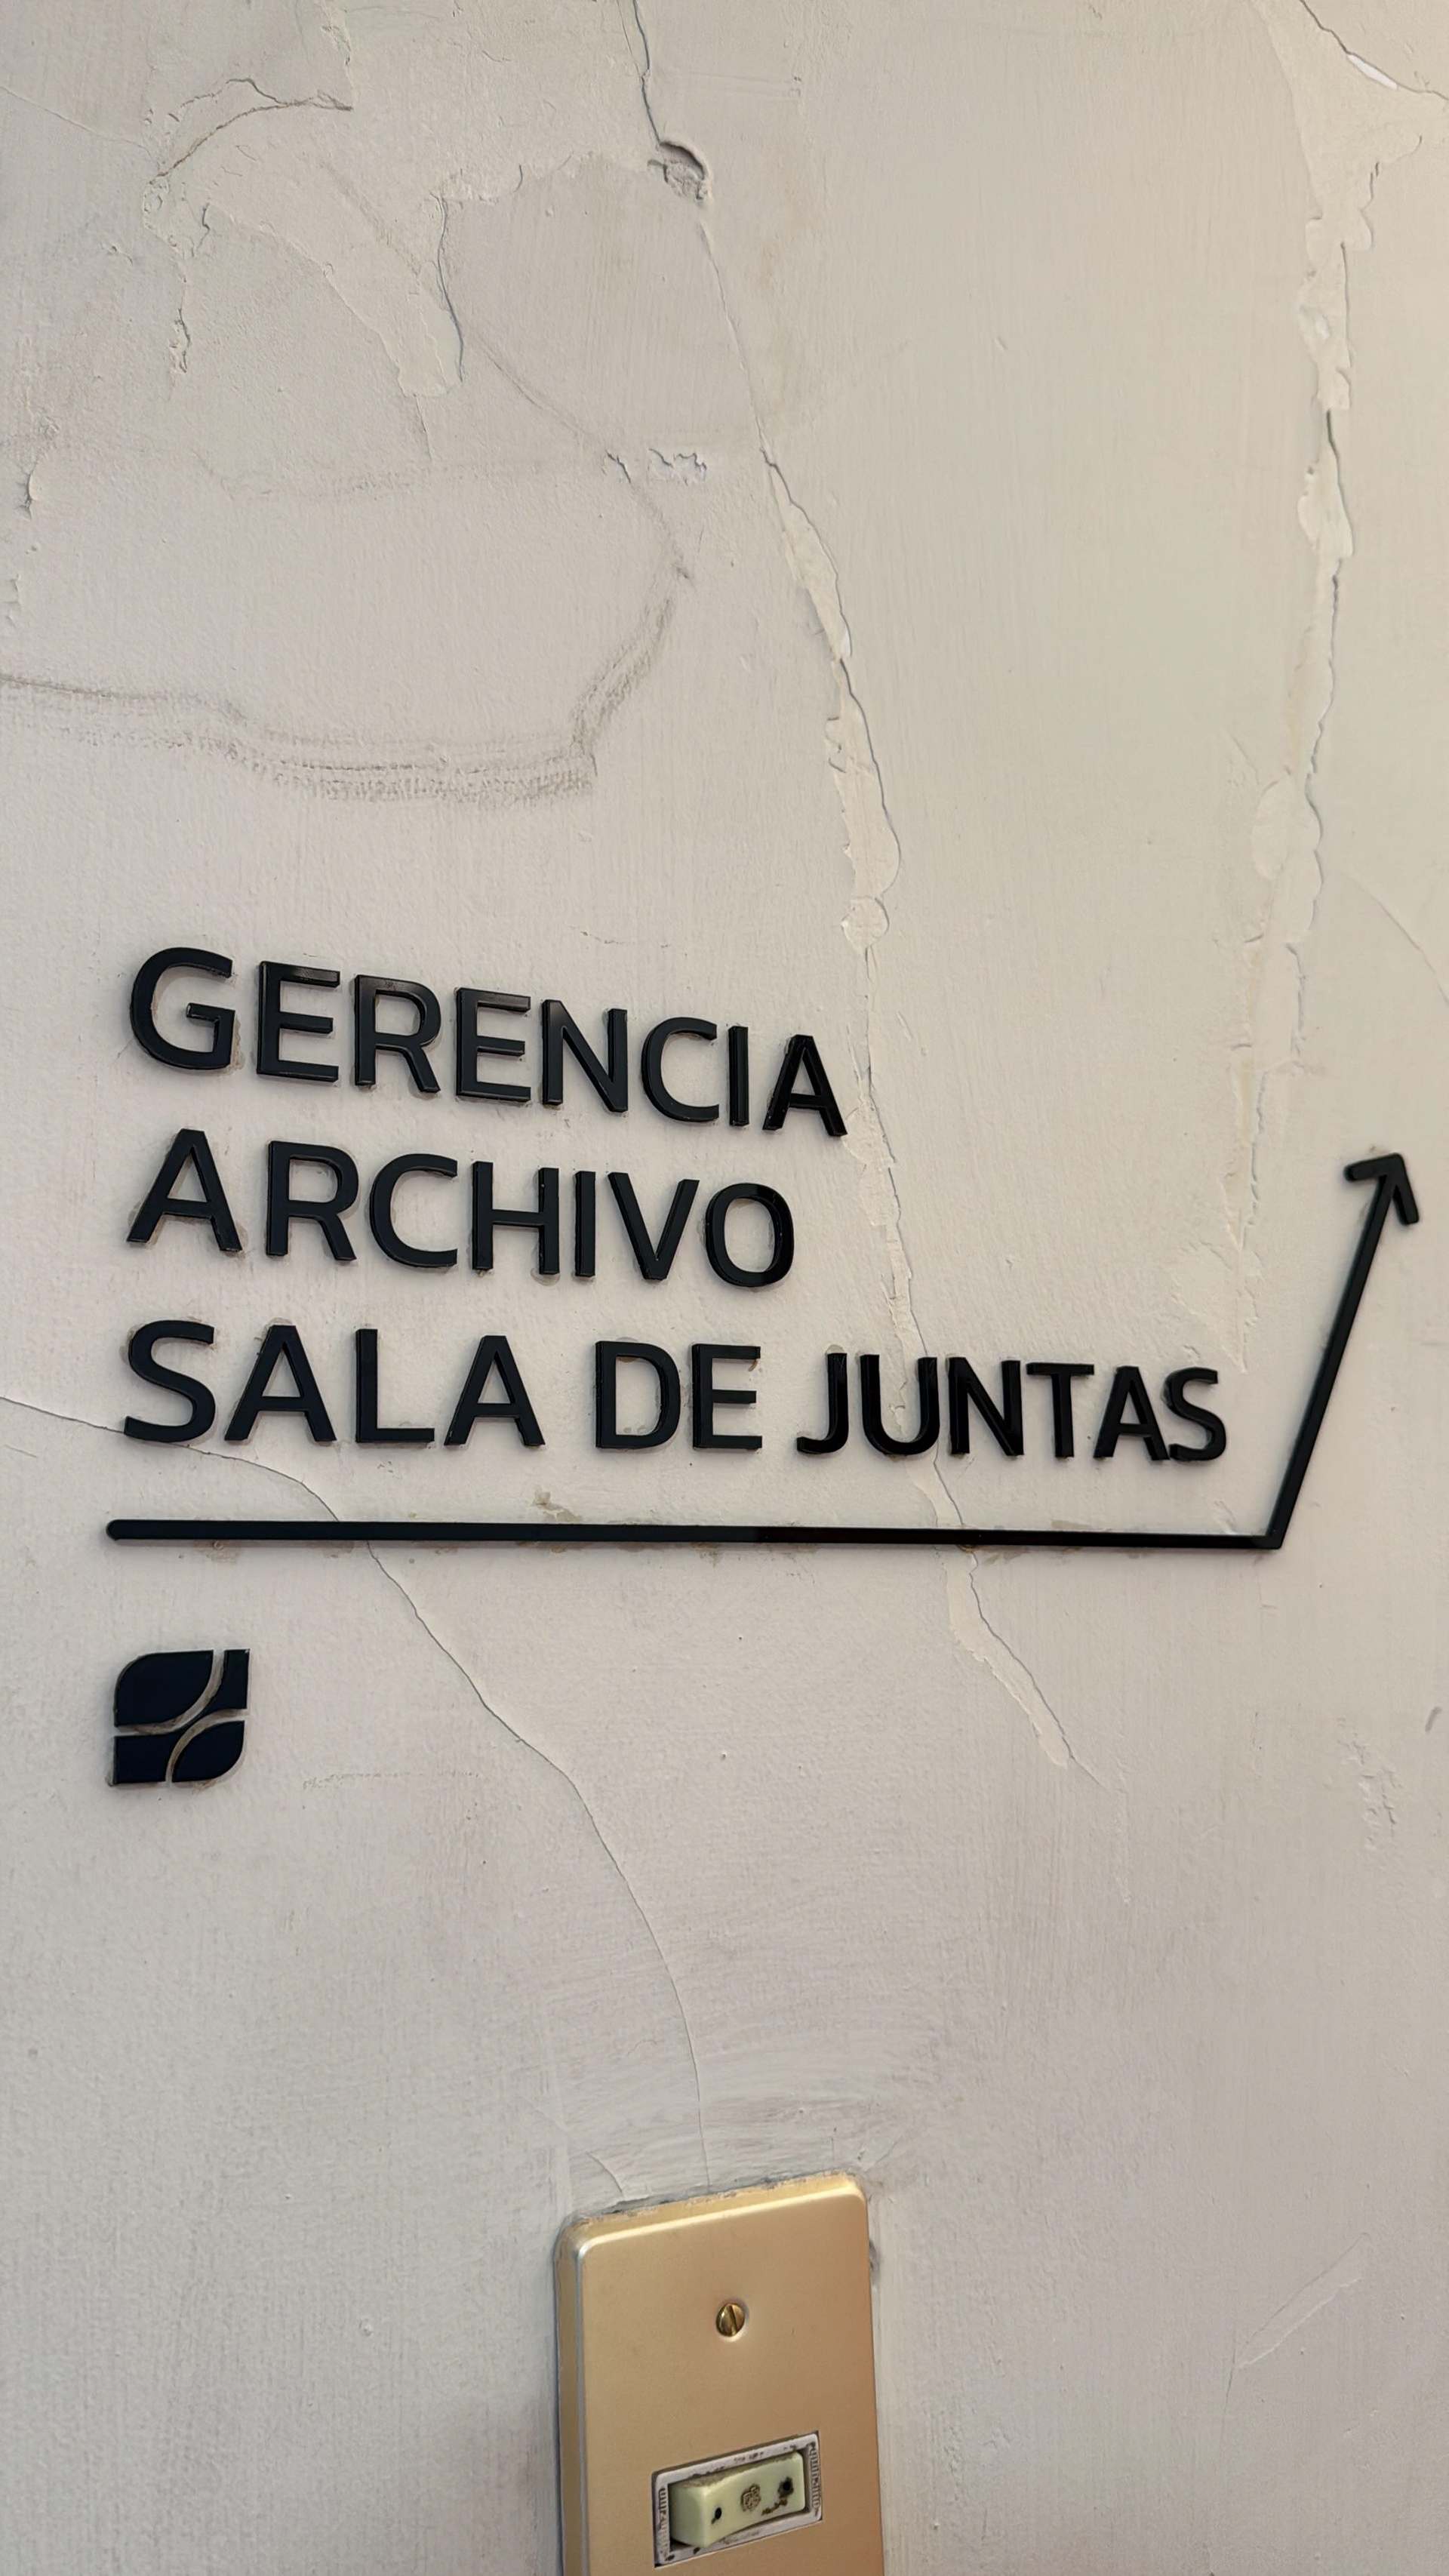 GERENCIA
ARCHIVO
SALA DE JUNTAS